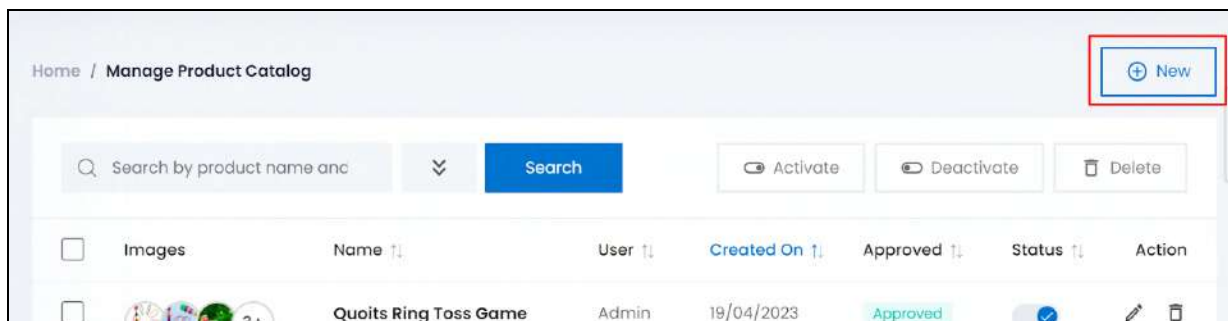 Home / Manage Product Catalog
New
Search by product name and
Search
Activate
Deactivate
Delete
Images Name User Created On Approved Status Action
Quoits Ring Toss Game Admin 19/04/2023 Approved